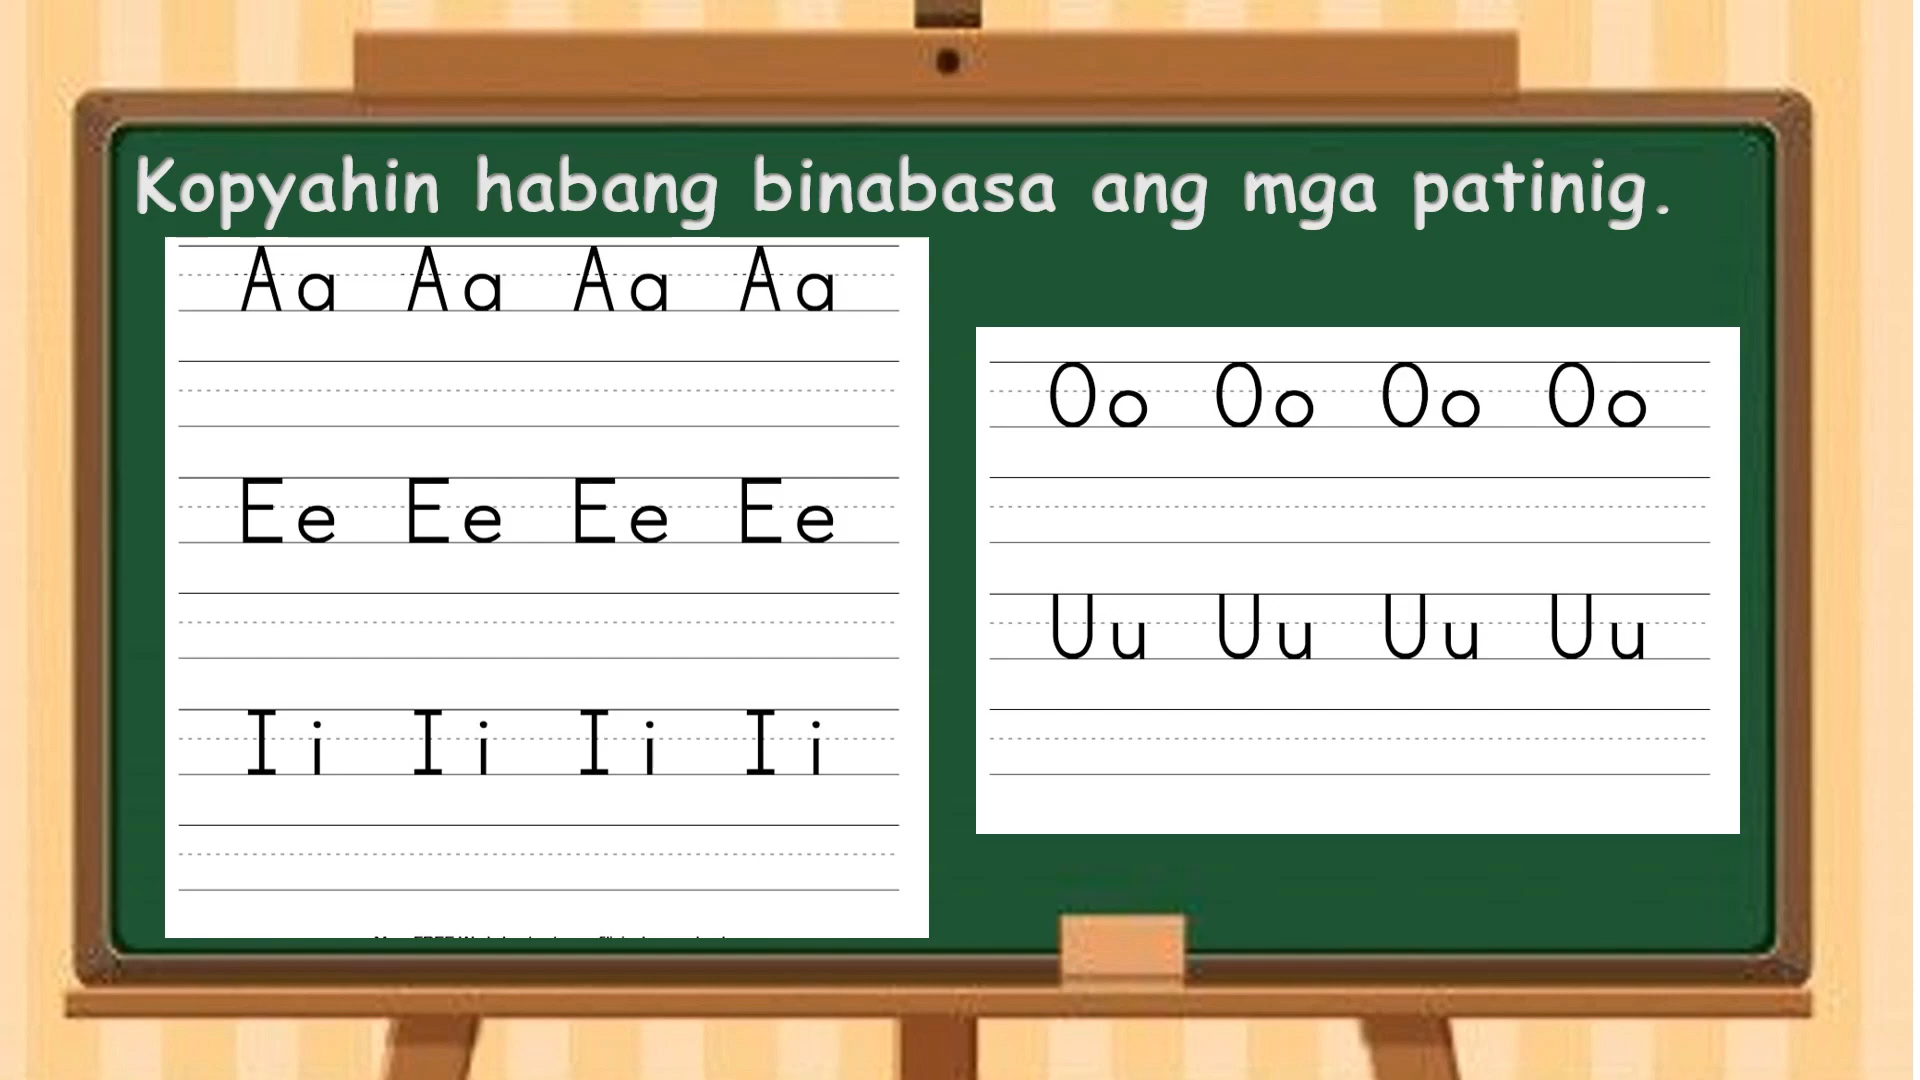 Kopyahin habang binabasa ang mga patinig.
Aa Aa Aa Aa
Ee Ee Ee Ee
Ii Ii Ii Ii
Oo Oo Oo Oo
Uu Uu Uu Uu